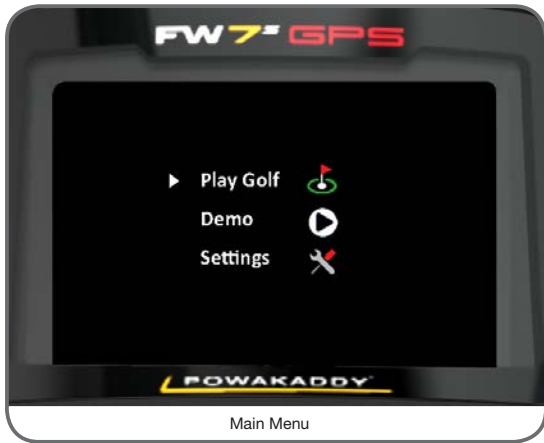 FW7s GPS
Play Golf
Demo
Settings
POWAKADDY
Main Menu